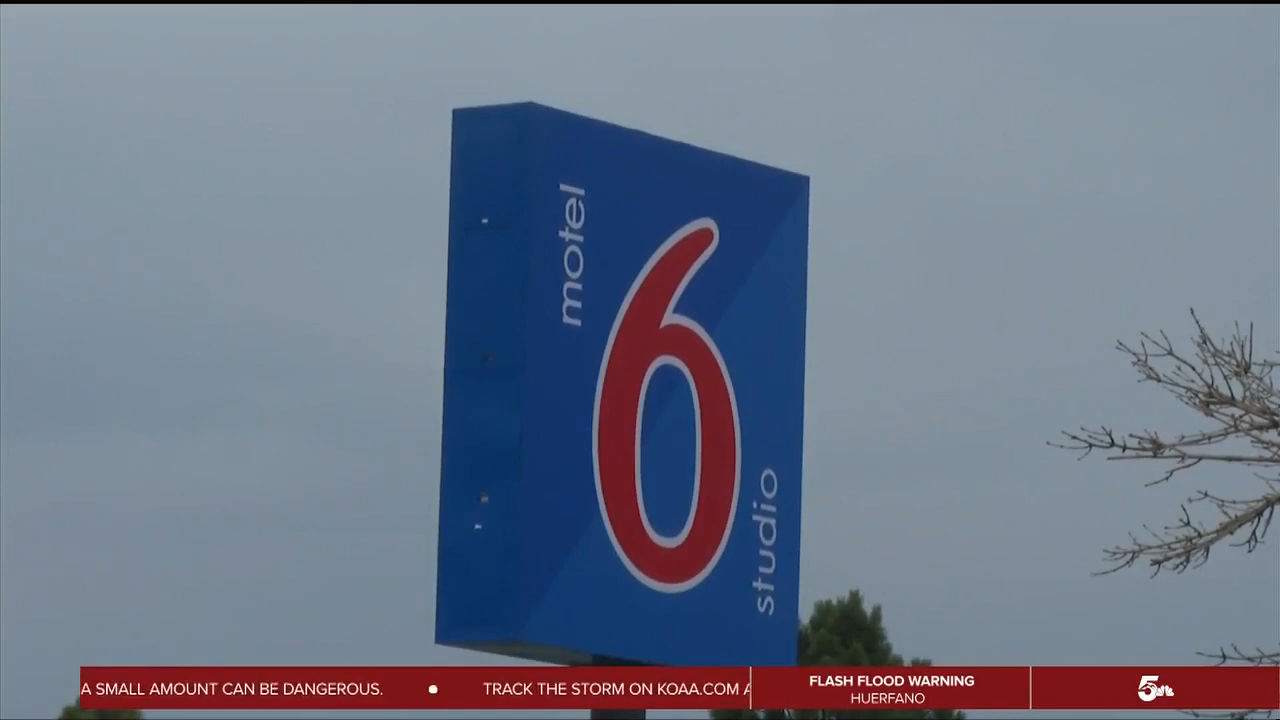 motel
6
studio
A SMALL AMOUNT CAN BE DANGEROUS. • TRACK THE STORM ON KOAA.COM
FLASH FLOOD WARNING
HUERFANO
5